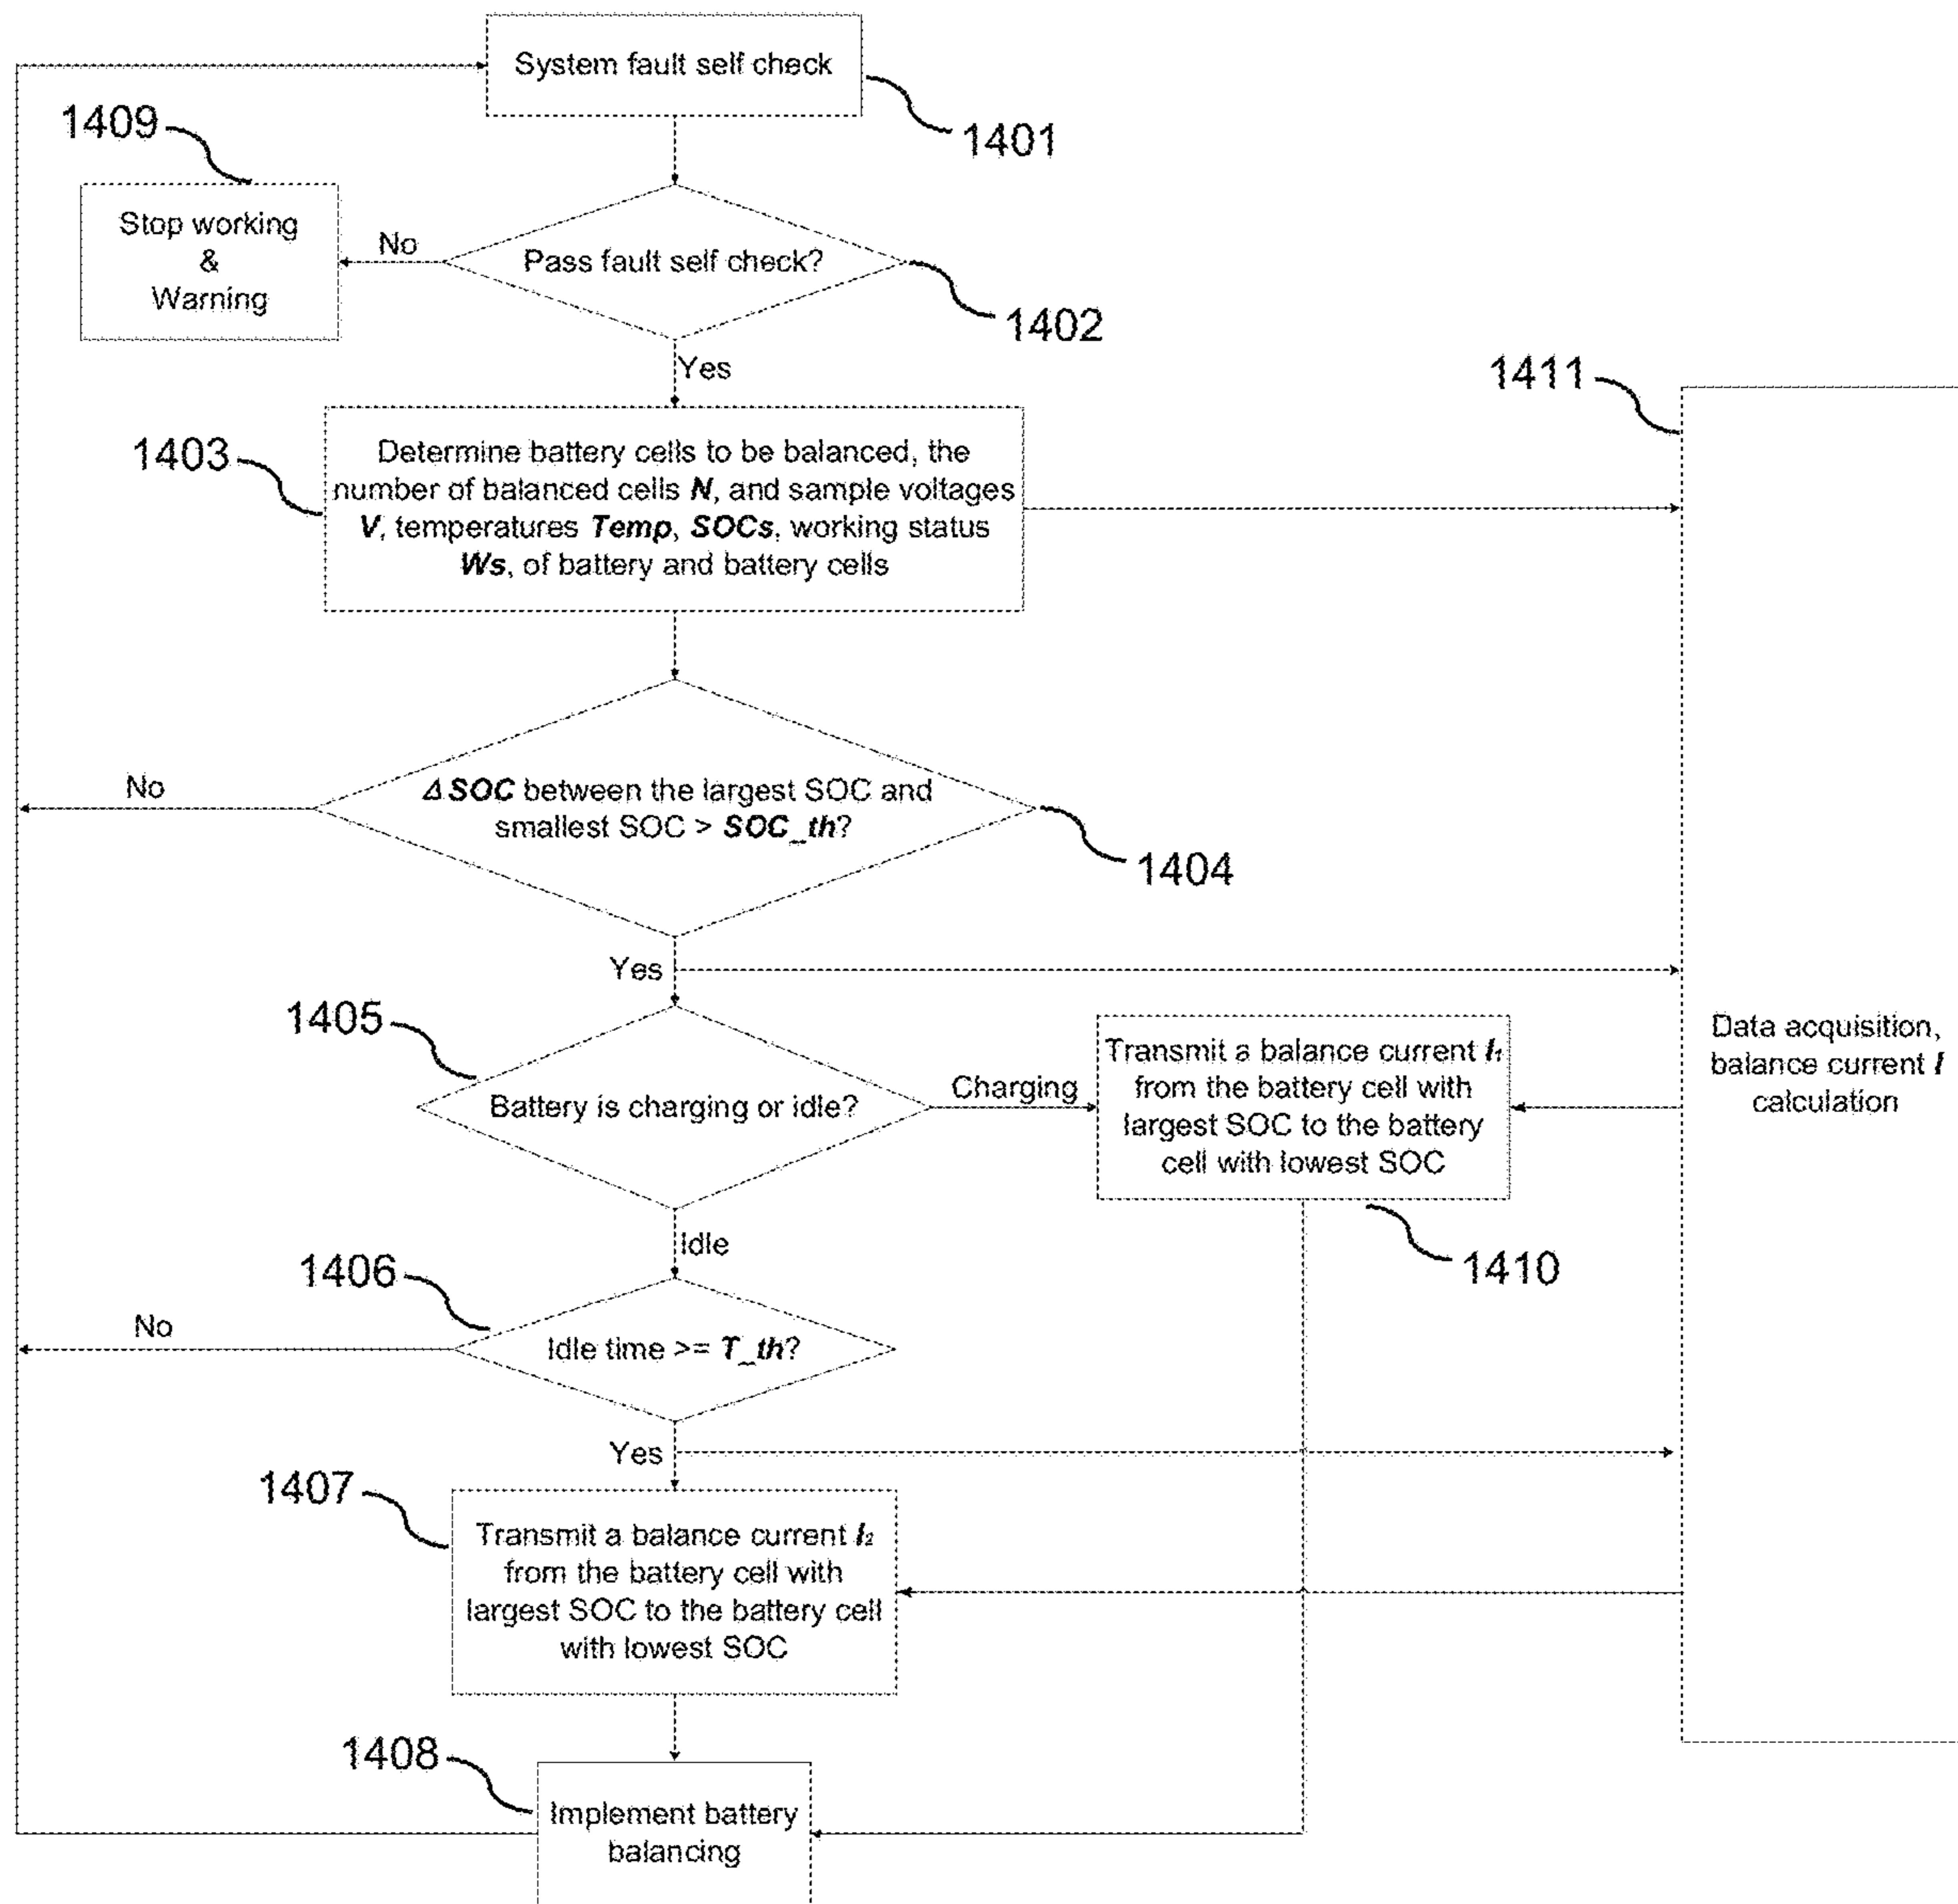 System fault self check
1401
1409
Stop working
&
Warning
No
Pass fault self check?
1402
Yes
1411
1403
Determine battery cells to be balanced, the
number of balanced cells N, and sample voltages
V, temperatures Temp, SOCs, working status
Ws, of battery and battery cells
No
ΔSOC between the largest SOC and
smallest SOC > SOC_th?
1404
Yes
1405
Battery is charging or idle?
Charging
Transmit a balance current I₁
from the battery cell with
largest SOC to the battery
cell with lowest SOC
Data acquisition,
balance current I
calculation
Idle
1410
1406
No
Idle time >= T_th?
Yes
1407
Transmit a balance current I₂
from the battery cell with
largest SOC to the battery cell
with lowest SOC
1408
Implement battery
balancing